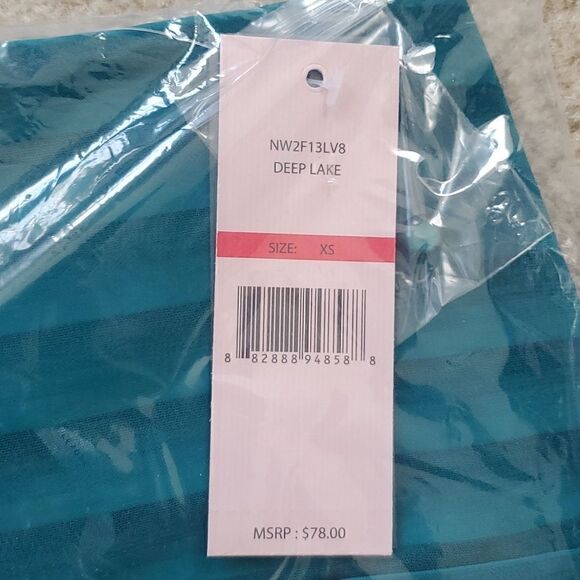 NW2F13LV8
DEEP LAKE
SIZE: XS
8 82888 94858 8
MSRP : $78.00